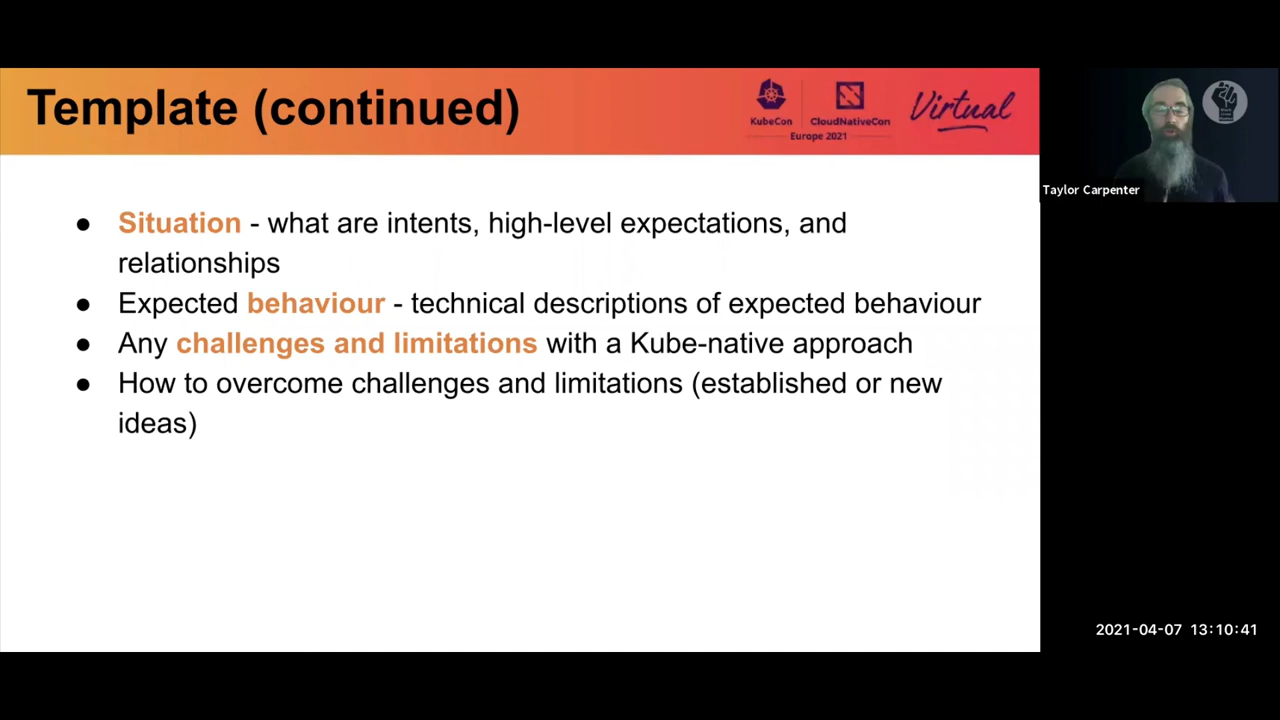 Template (continued)
KubeCon
CloudNativeCon
Europe 2021
Virtual
● Situation - what are intents, high-level expectations, and
relationships
● Expected behaviour - technical descriptions of expected behaviour
● Any challenges and limitations with a Kube-native approach
● How to overcome challenges and limitations (established or new
ideas)
Taylor Carpenter
2021-04-07 13:10:41